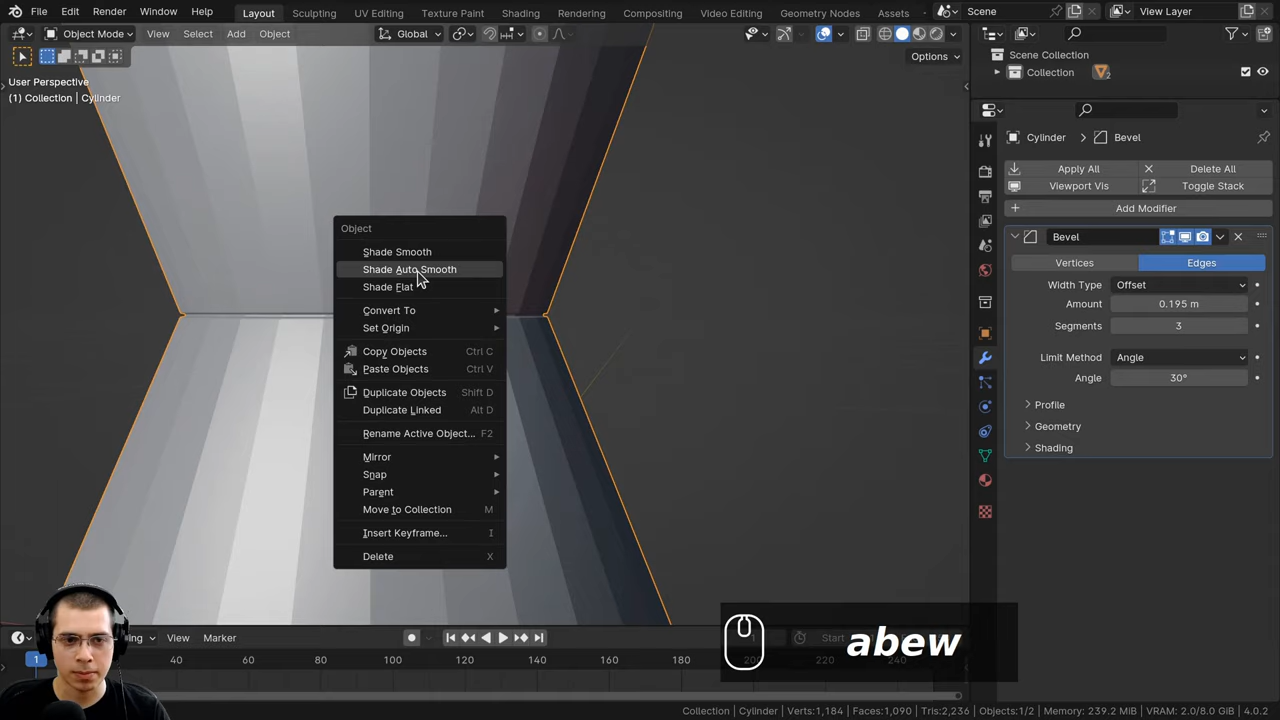 File Edit Render Window Help Layout Sculpting UV Editing Texture Paint Shading Rendering Compositing Video Editing Geometry Nodes Assets Scene View Layer
Object Mode View Select Add Object Global
Options
User Perspective
(1) Collection | Cylinder
Scene Collection
Collection 2
Cylinder > Bevel
Apply All Delete All
Viewport Vis Toggle Stack
Add Modifier
Bevel
Vertices Edges
Width Type Offset
Amount 0.195 m
Segments 3
Limit Method Angle
Angle 30°
Profile
Geometry
Shading
Object
Shade Smooth
Shade Auto Smooth
Shade Flat
Convert To
Set Origin
Copy Objects Ctrl C
Paste Objects Ctrl V
Duplicate Objects Shift D
Duplicate Linked Alt D
Rename Active Object... F2
Mirror
Snap
Parent
Move to Collection M
Insert Keyframe... I
Delete X
abew
View Marker Start
1 40 60 80 100 120 140 160 180 200 220 240
Collection | Cylinder | Verts:1,184 | Faces:1,090 | Tris:2,236 | Objects:1/2 | Memory: 239.2 MiB | VRAM: 2.0/8.0 GiB | 4.0.2